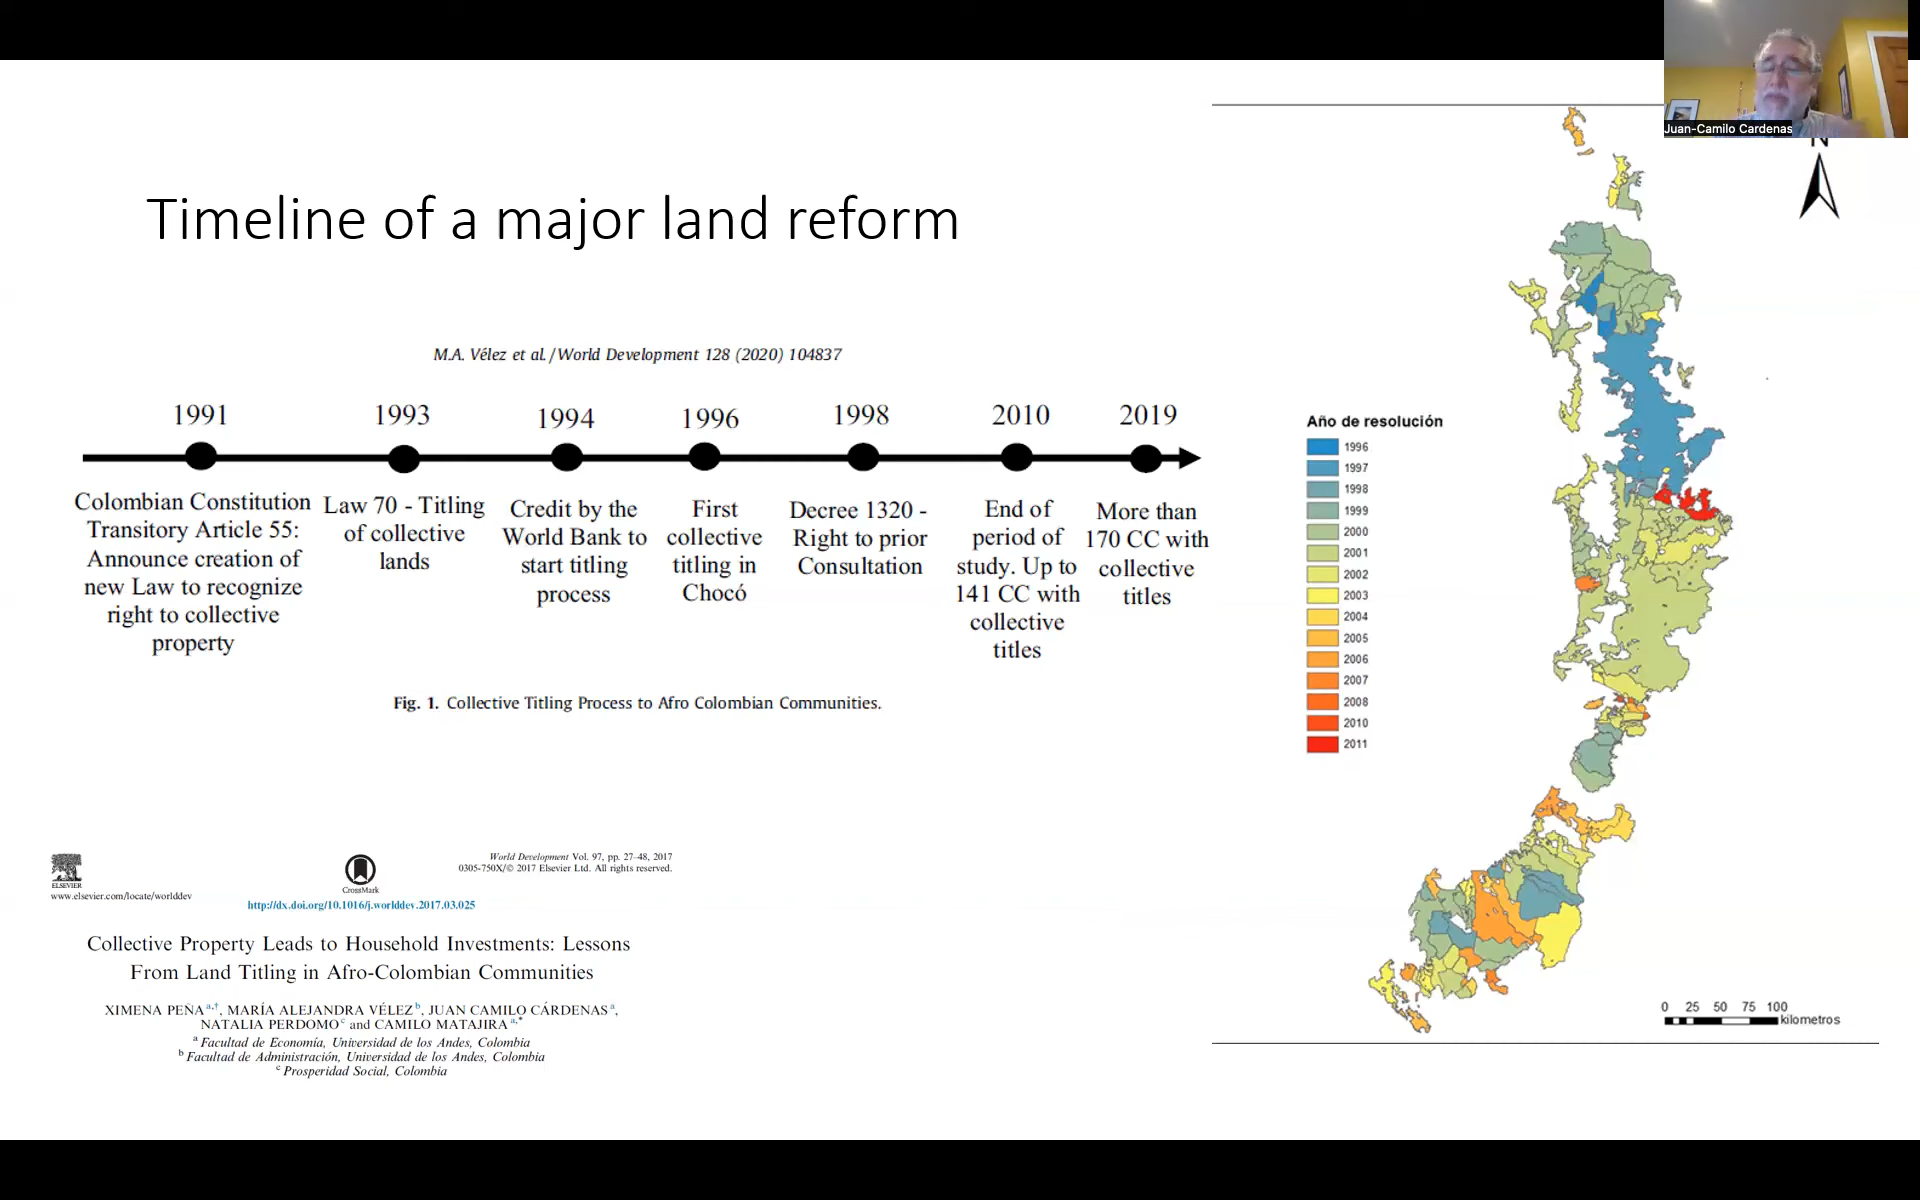 Juan-Camilo Cardenas
N
Timeline of a major land reform
M.A. Vélez et al. / World Development 128 (2020) 104837
1991
1993
1994
1996
1998
2010
2019
Colombian Constitution
Transitory Article 55:
Announce creation of
new Law to recognize
right to collective
property
Law 70 - Titling
of collective
lands
Credit by the
World Bank to
start titling
process
First
collective
titling in
Chocó
Decree 1320 -
Right to prior
Consultation
End of
period of
study. Up to
141 CC with
collective
titles
More than
170 CC with
collective
titles
Fig. 1. Collective Titling Process to Afro Colombian Communities.
Año de resolución
1996
1997
1998
1999
2000
2001
2002
2003
2004
2005
2006
2007
2008
2010
2011
0 25 50 75 100
kilometros
ELSEVIER
www.elsevier.com/locate/worlddev
CrossMark
World Development Vol. 97, pp. 27–48, 2017
0305-750X/© 2017 Elsevier Ltd. All rights reserved.
http://dx.doi.org/10.1016/j.worlddev.2017.03.025
Collective Property Leads to Household Investments: Lessons
From Land Titling in Afro-Colombian Communities
XIMENA PEÑA a,†, MARÍA ALEJANDRA VÉLEZ b, JUAN CAMILO CÁRDENAS a,
NATALIA PERDOMO c and CAMILO MATAJIRA a,*
a Facultad de Economía, Universidad de los Andes, Colombia
b Facultad de Administración, Universidad de los Andes, Colombia
c Prosperidad Social, Colombia